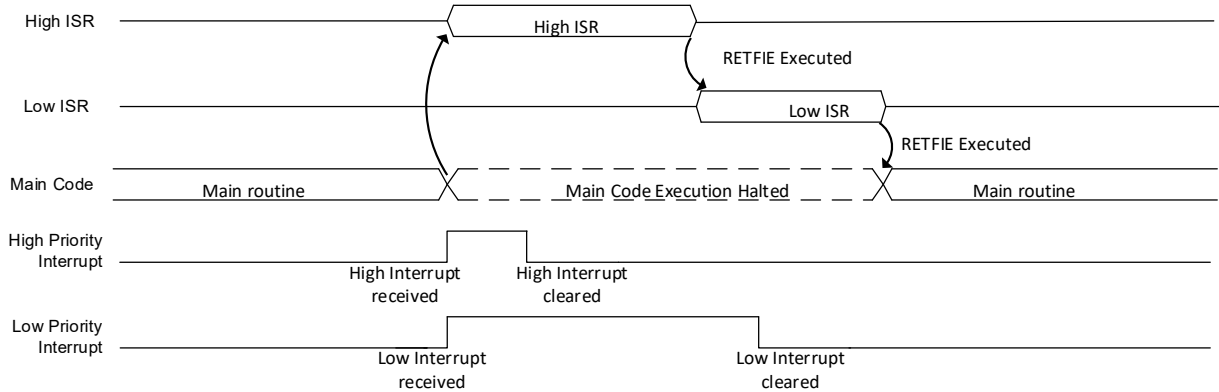 High ISR
High ISR
RETFIE Executed
Low ISR
Low ISR
RETFIE Executed
Main Code
Main routine
Main Code Execution Halted
Main routine
High Priority
Interrupt
High Interrupt
received
High Interrupt
cleared
Low Priority
Interrupt
Low Interrupt
received
Low Interrupt
cleared